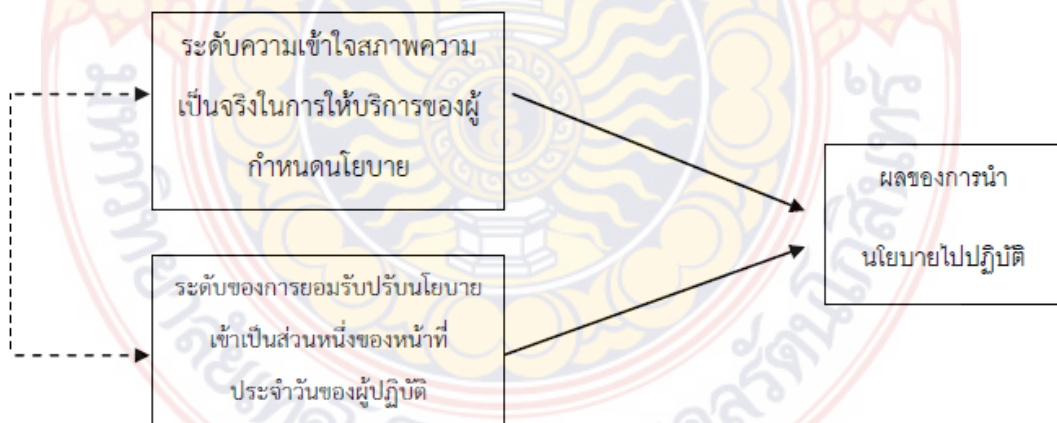 ระดับความเข้าใจสภาพความ
เป็นจริงในการให้บริการของผู้
กำหนดนโยบาย
ผลของการนำ
นโยบายไปปฏิบัติ
ระดับของการยอมรับปรับนโยบาย
เข้าเป็นส่วนหนึ่งของหน้าที่
ประจำวันของผู้ปฏิบัติ